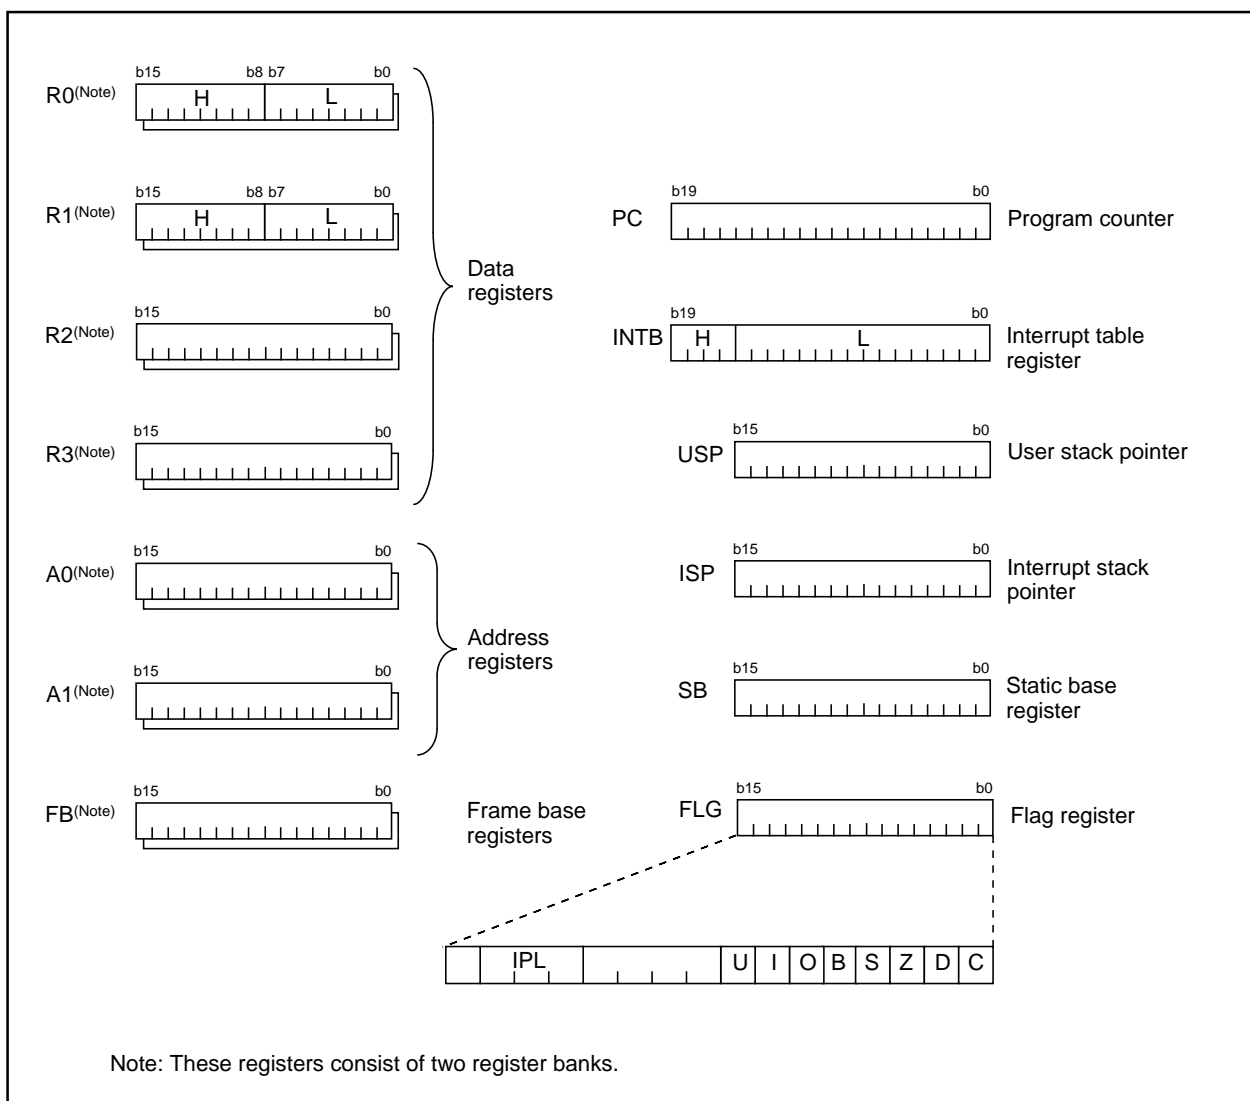 b15 b8 b7 b0
R0(Note) H L
b15 b8 b7 b0
R1(Note) H L
b15 b0
R2(Note)
b15 b0
R3(Note)
Data
registers
b15 b0
A0(Note)
b15 b0
A1(Note)
Address
registers
b15 b0
FB(Note)
Frame base
registers
b19 b0
PC Program counter
b19 b0
INTB H L Interrupt table
register
b15 b0
USP User stack pointer
b15 b0
ISP Interrupt stack
pointer
b15 b0
SB Static base
register
b15 b0
FLG Flag register
IPL U I O B S Z D C
Note: These registers consist of two register banks.